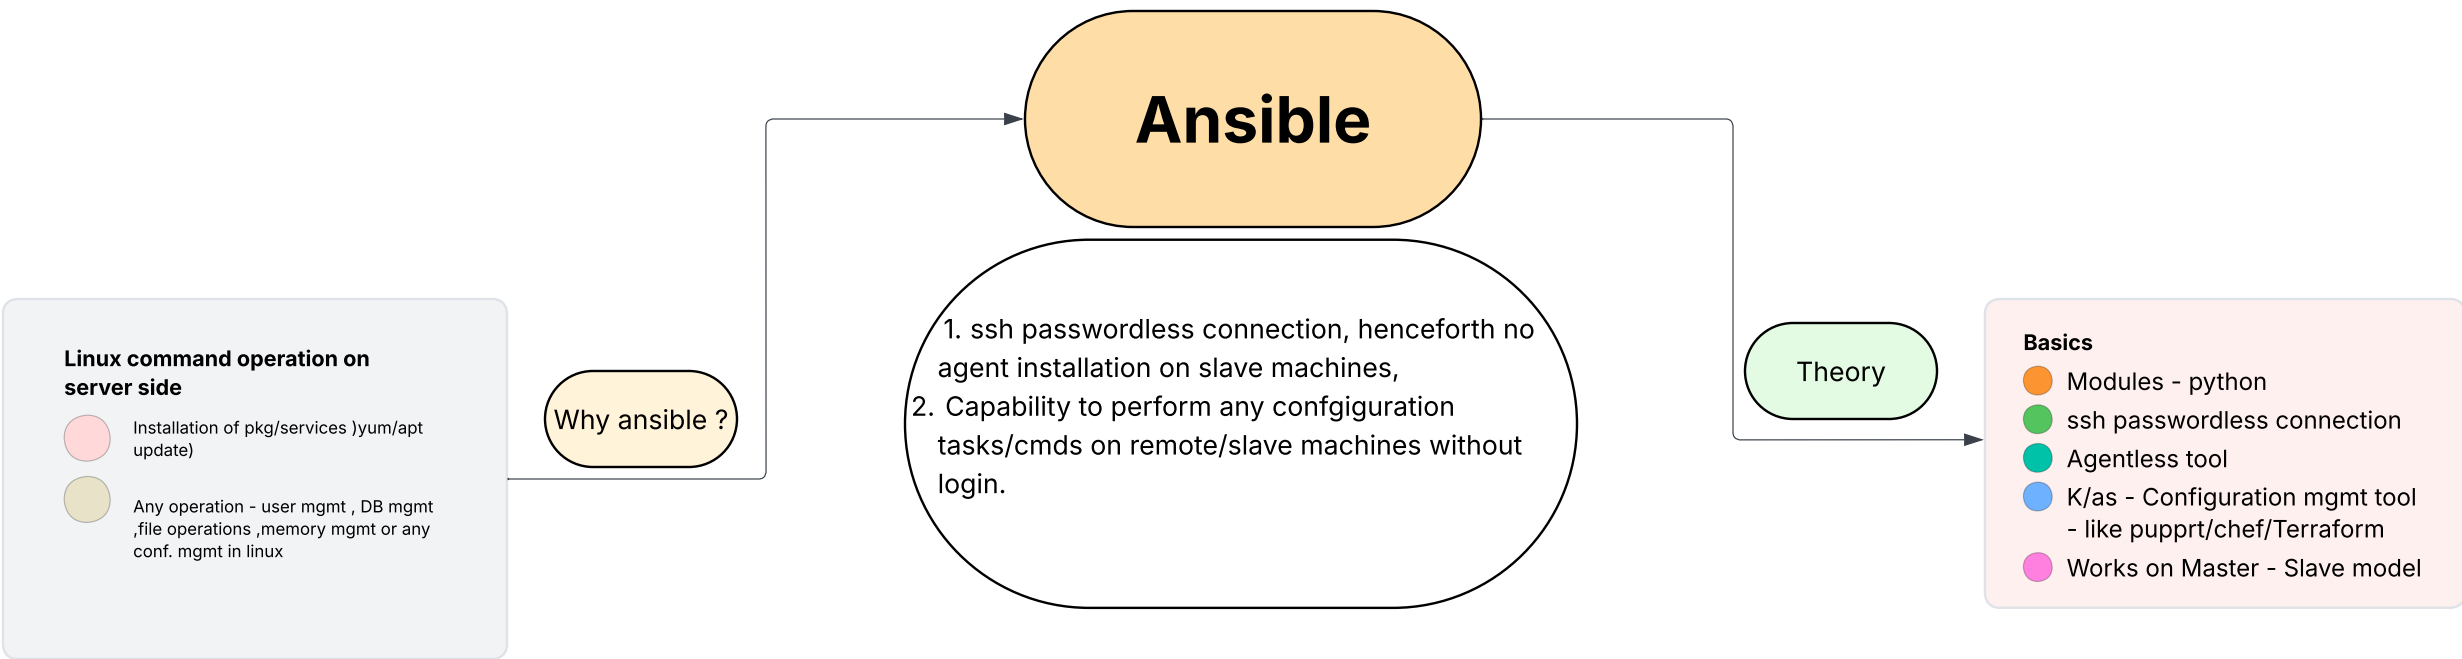 Ansible
1. ssh passwordless connection, henceforth no
agent installation on slave machines,
2. Capability to perform any confgiguration
tasks/cmds on remote/slave machines without
login.
Linux command operation on
server side
Installation of pkg/services )yum/apt
update)
Any operation - user mgmt , DB mgmt
,file operations ,memory mgmt or any
conf. mgmt in linux
Why ansible ?
Theory
Basics
Modules - python
ssh passwordless connection
Agentless tool
K/as - Configuration mgmt tool
- like pupprt/chef/Terraform
Works on Master - Slave model